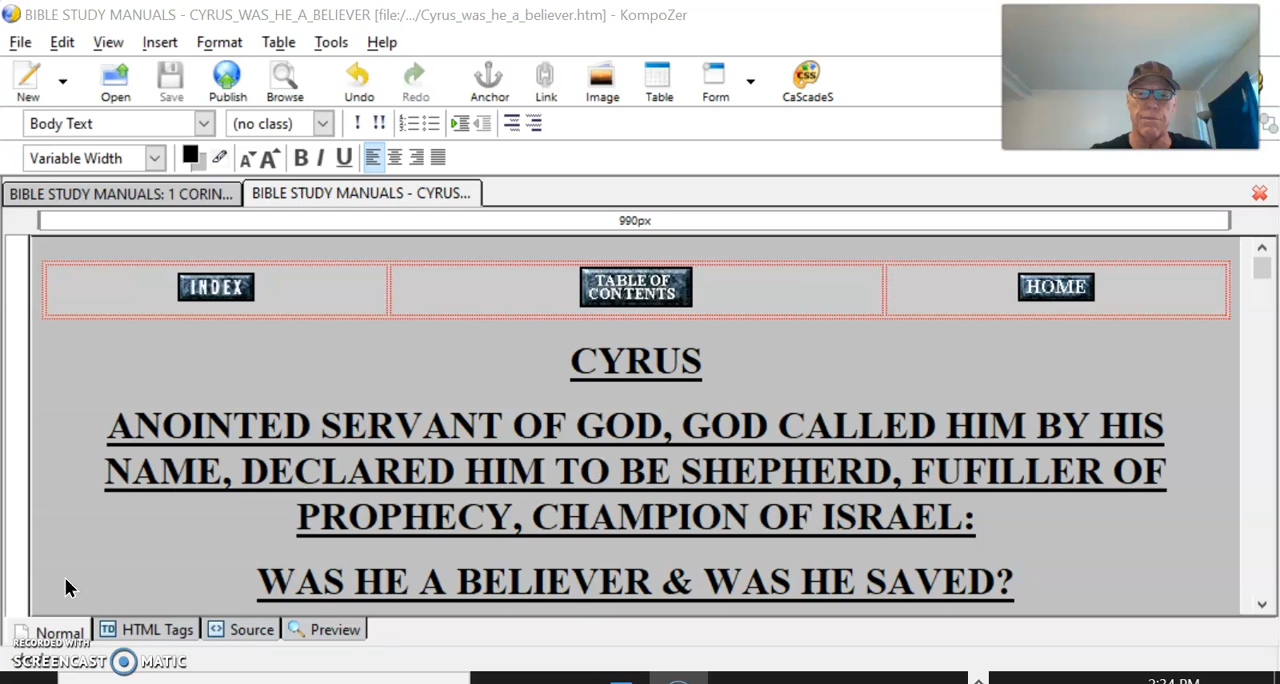 BIBLE STUDY MANUALS - CYRUS_WAS_HE_A_BELIEVER [file:/.../Cyrus_was_he_a_believer.htm] - KompoZer
File Edit View Insert Format Table Tools Help
New Open Save Publish Browse Undo Redo Anchor Link Image Table Form CaScadeS
Body Text (no class)
Variable Width
BIBLE STUDY MANUALS: 1 CORIN... BIBLE STUDY MANUALS - CYRUS...
990px
INDEX TABLE OF CONTENTS HOME
CYRUS
ANOINTED SERVANT OF GOD, GOD CALLED HIM BY HIS
NAME, DECLARED HIM TO BE SHEPHERD, FUFILLER OF
PROPHECY, CHAMPION OF ISRAEL:
WAS HE A BELIEVER & WAS HE SAVED?
Normal HTML Tags Source Preview
RECORDED WITH
SCREENCAST MATIC
2:34 PM